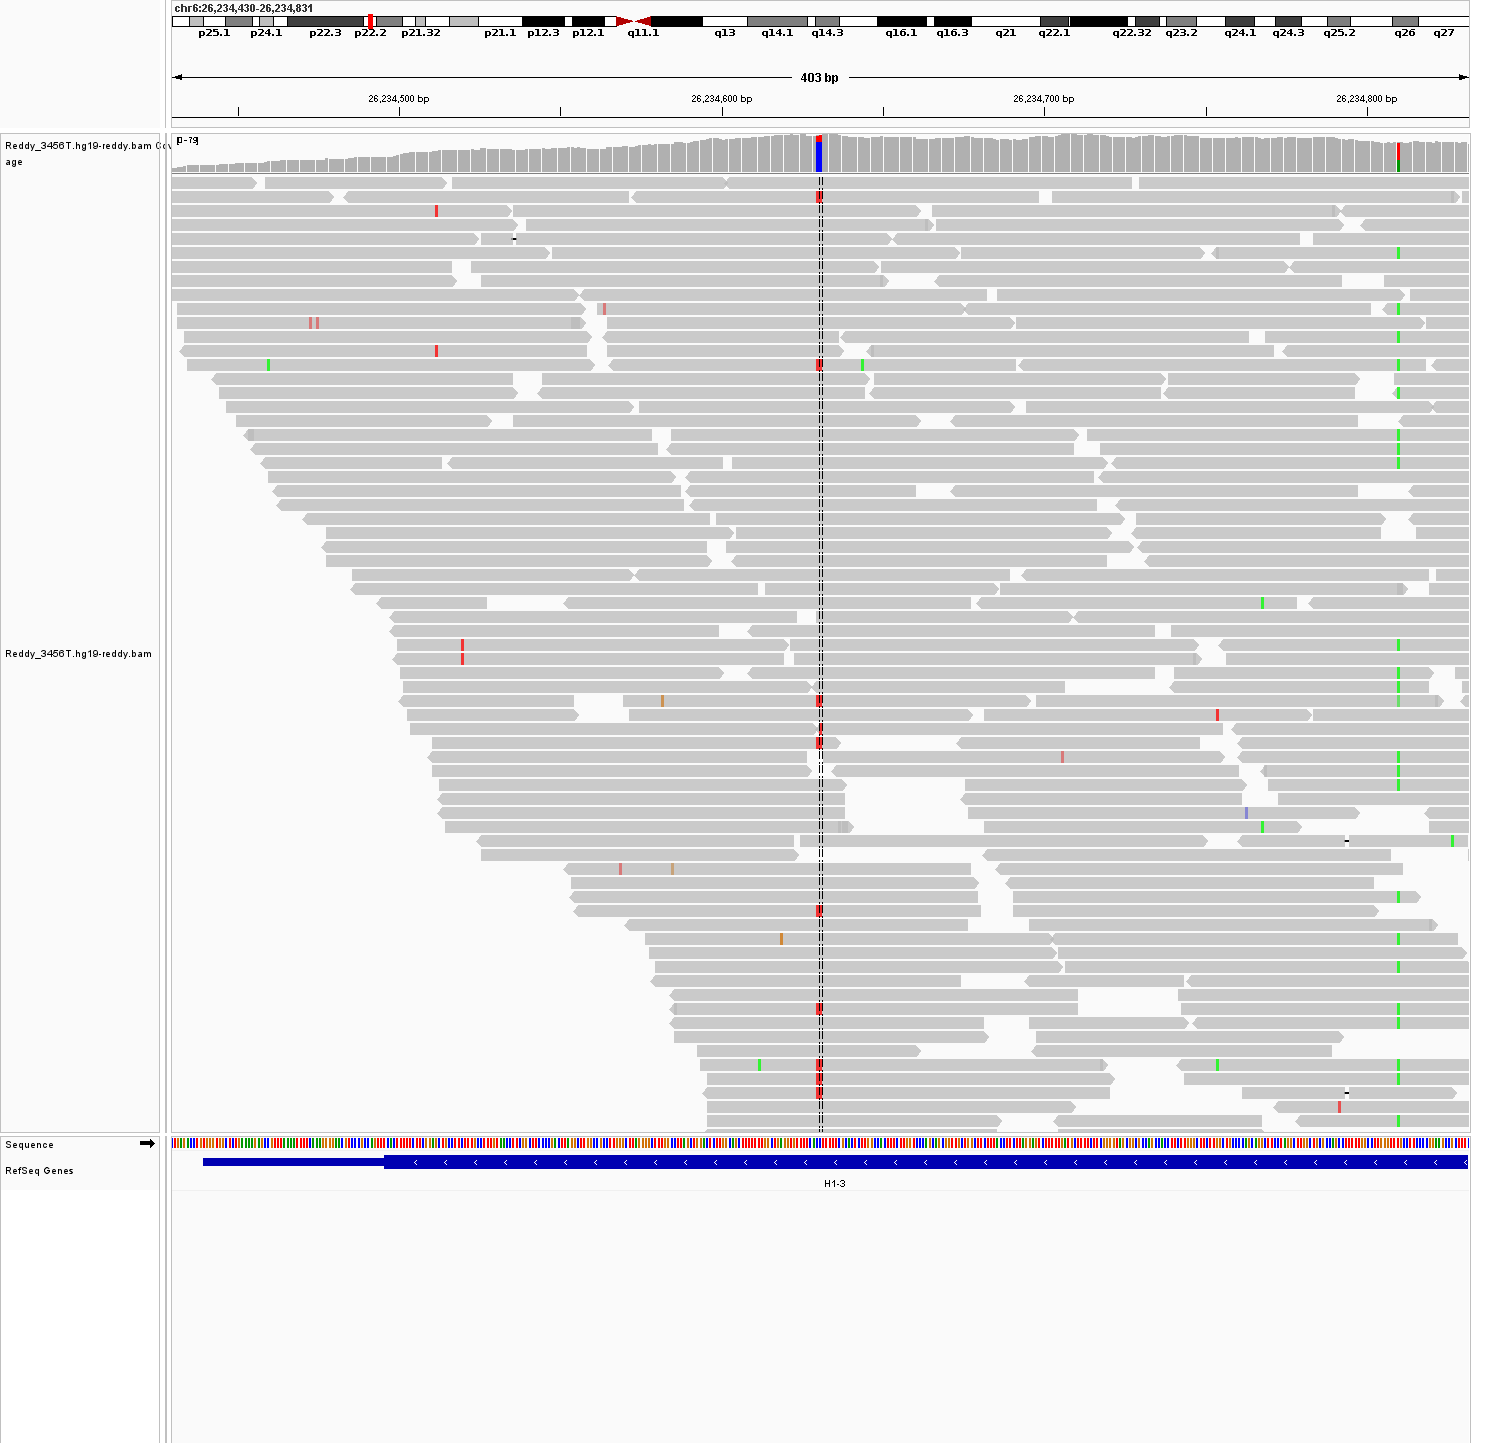 chr6:26,234,430-26,234,831
p25.1 p24.1 p22.3 p22.2 p21.32 p21.1 p12.3 p12.1 q11.1 q13 q14.1 q14.3 q16.1 q16.3 q21 q22.1 q22.32 q23.2 q24.1 q24.3 q25.2 q26 q27
403 bp
26,234,500 bp 26,234,600 bp 26,234,700 bp 26,234,800 bp
Reddy_3456T.hg19-reddy.bam Cov
age
[0-79]
Reddy_3456T.hg19-reddy.bam
Sequence
RefSeq Genes
H1-3